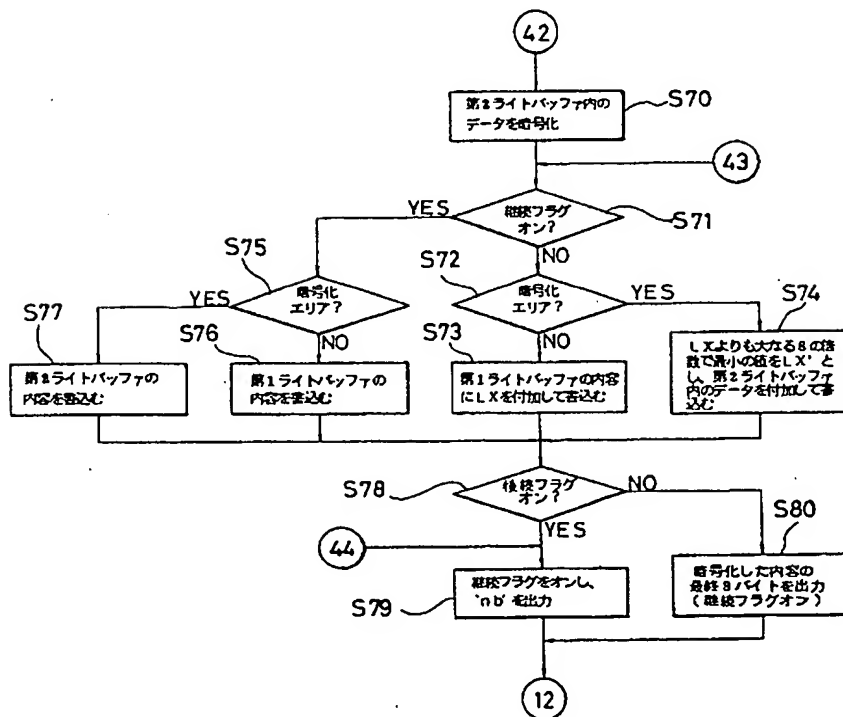 42
第2ライトバッファ内の
データを暗号化
S70
43
継続フラグ
オン?
YES
S71
NO
S75
S72
暗号化
エリア?
YES
NO
暗号化
エリア?
YES
NO
S74
S77
S76
S73
第2ライトバッファの
内容を書込む
第1ライトバッファの
内容を書込む
第1ライトバッファの内容
にLXを付加して書込む
LXよりも大なる8の倍
数で最小の値をLX'と
し、第2ライトバッファ
内のデータを付加して書
込む
S78
後続フラグ
オン?
NO
YES
S80
44
S79
継続フラグをオンし、
'nb'を出力
暗号化した内容の
最終8バイトを出力
(継続フラグオン)
12